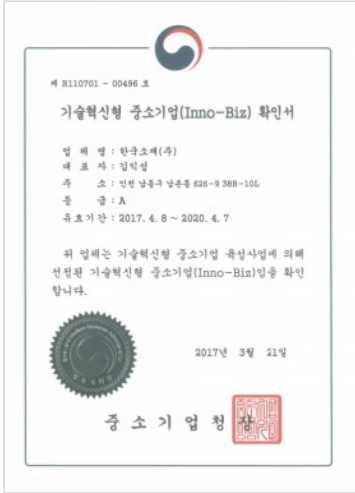 제 R110701 - 00496 호
기술혁신형 중소기업(Inno-Biz) 확인서
업 체 명 : 한국소재(주)
대 표 자 : 김익섭
주 소 : 인천 남동구 남촌동 626-9 38B-10L
등 급 : A
유효기간 : 2017. 4. 8 ~ 2020. 4. 7
위 업체는 기술혁신형 중소기업 육성사업에 의해
선정된 기술혁신형 중소기업(Inno-Biz)임을 확인
합니다.
2017년 3월 21일
중소기업청장